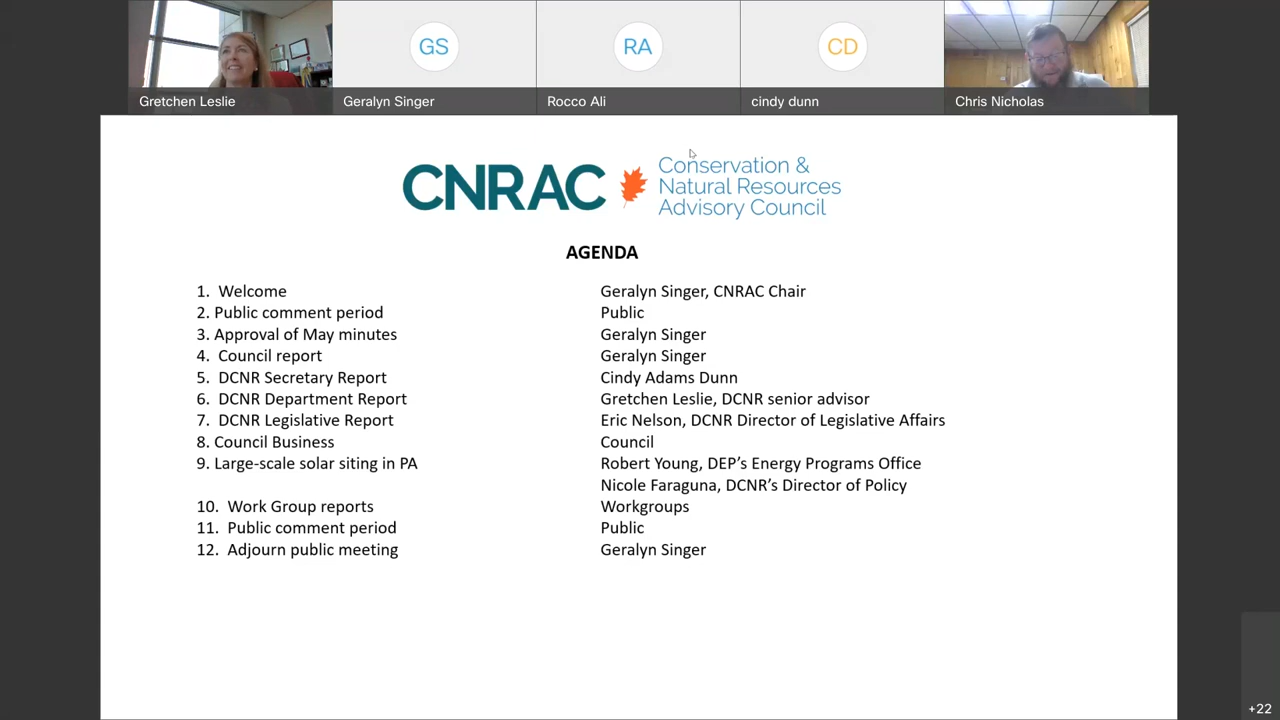 GS
RA
CD
Gretchen Leslie
Geralyn Singer
Rocco Ali
cindy dunn
Chris Nicholas
CNRAC
Conservation &
Natural Resources
Advisory Council
AGENDA
1. Welcome Geralyn Singer, CNRAC Chair
2. Public comment period Public
3. Approval of May minutes Geralyn Singer
4. Council report Geralyn Singer
5. DCNR Secretary Report Cindy Adams Dunn
6. DCNR Department Report Gretchen Leslie, DCNR senior advisor
7. DCNR Legislative Report Eric Nelson, DCNR Director of Legislative Affairs
8. Council Business Council
9. Large-scale solar siting in PA Robert Young, DEP’s Energy Programs Office
Nicole Faraguna, DCNR’s Director of Policy
10. Work Group reports Workgroups
11. Public comment period Public
12. Adjourn public meeting Geralyn Singer
+22